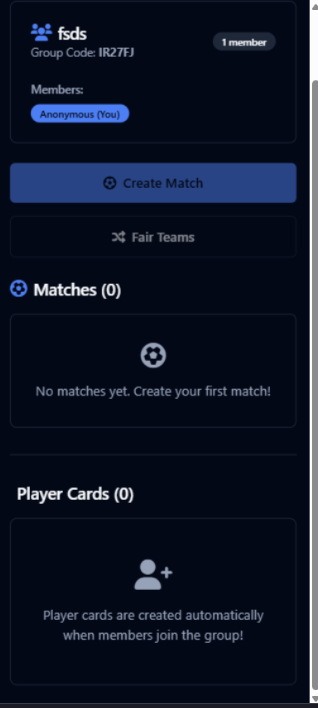 fsds
Group Code: IR27FJ
1 member
Members:
Anonymous (You)
Create Match
Fair Teams
Matches (0)
No matches yet. Create your first match!
Player Cards (0)
Player cards are created automatically
when members join the group!